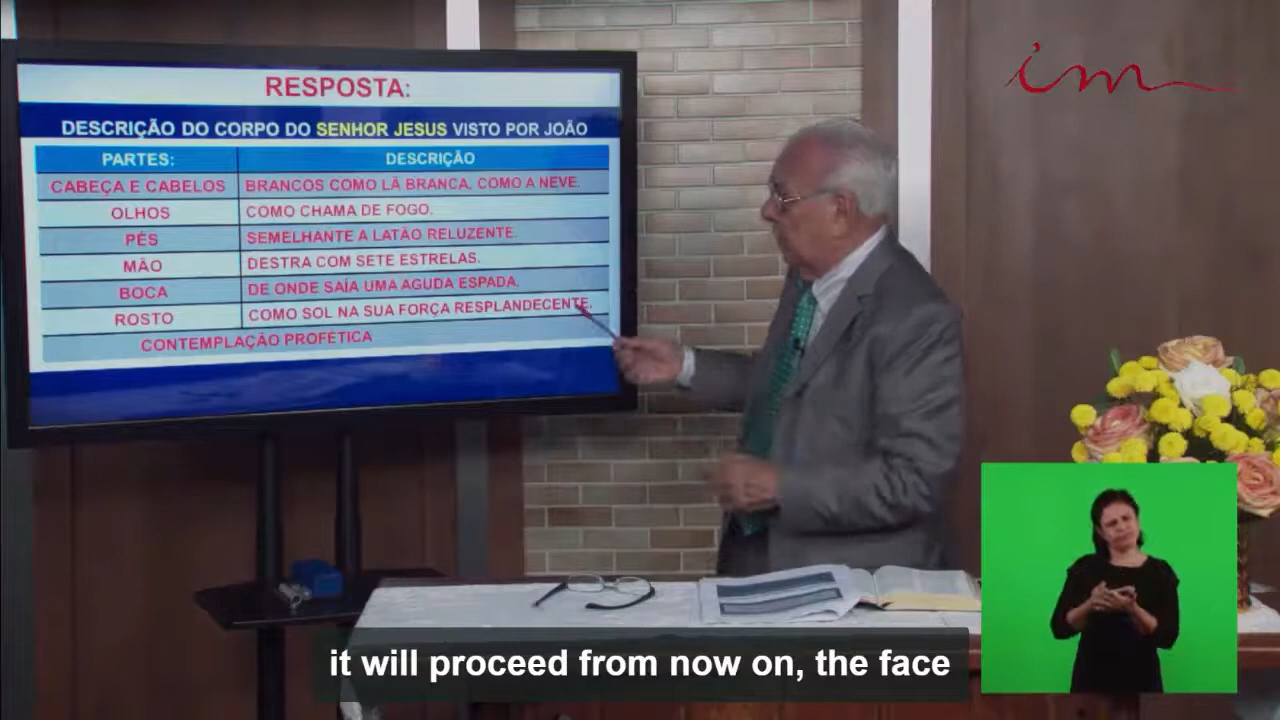 im
RESPOSTA:
DESCRIÇÃO DO CORPO DO SENHOR JESUS VISTO POR JOÃO
PARTES: DESCRIÇÃO
CABEÇA E CABELOS BRANCOS COMO LÃ BRANCA, COMO A NEVE.
OLHOS COMO CHAMA DE FOGO.
PÉS SEMELHANTE A LATÃO RELUZENTE.
MÃO DESTRA COM SETE ESTRELAS.
BOCA DE ONDE SAÍA UMA AGUDA ESPADA.
ROSTO COMO SOL NA SUA FORÇA RESPLANDECENTE.
CONTEMPLAÇÃO PROFÉTICA
it will proceed from now on, the face